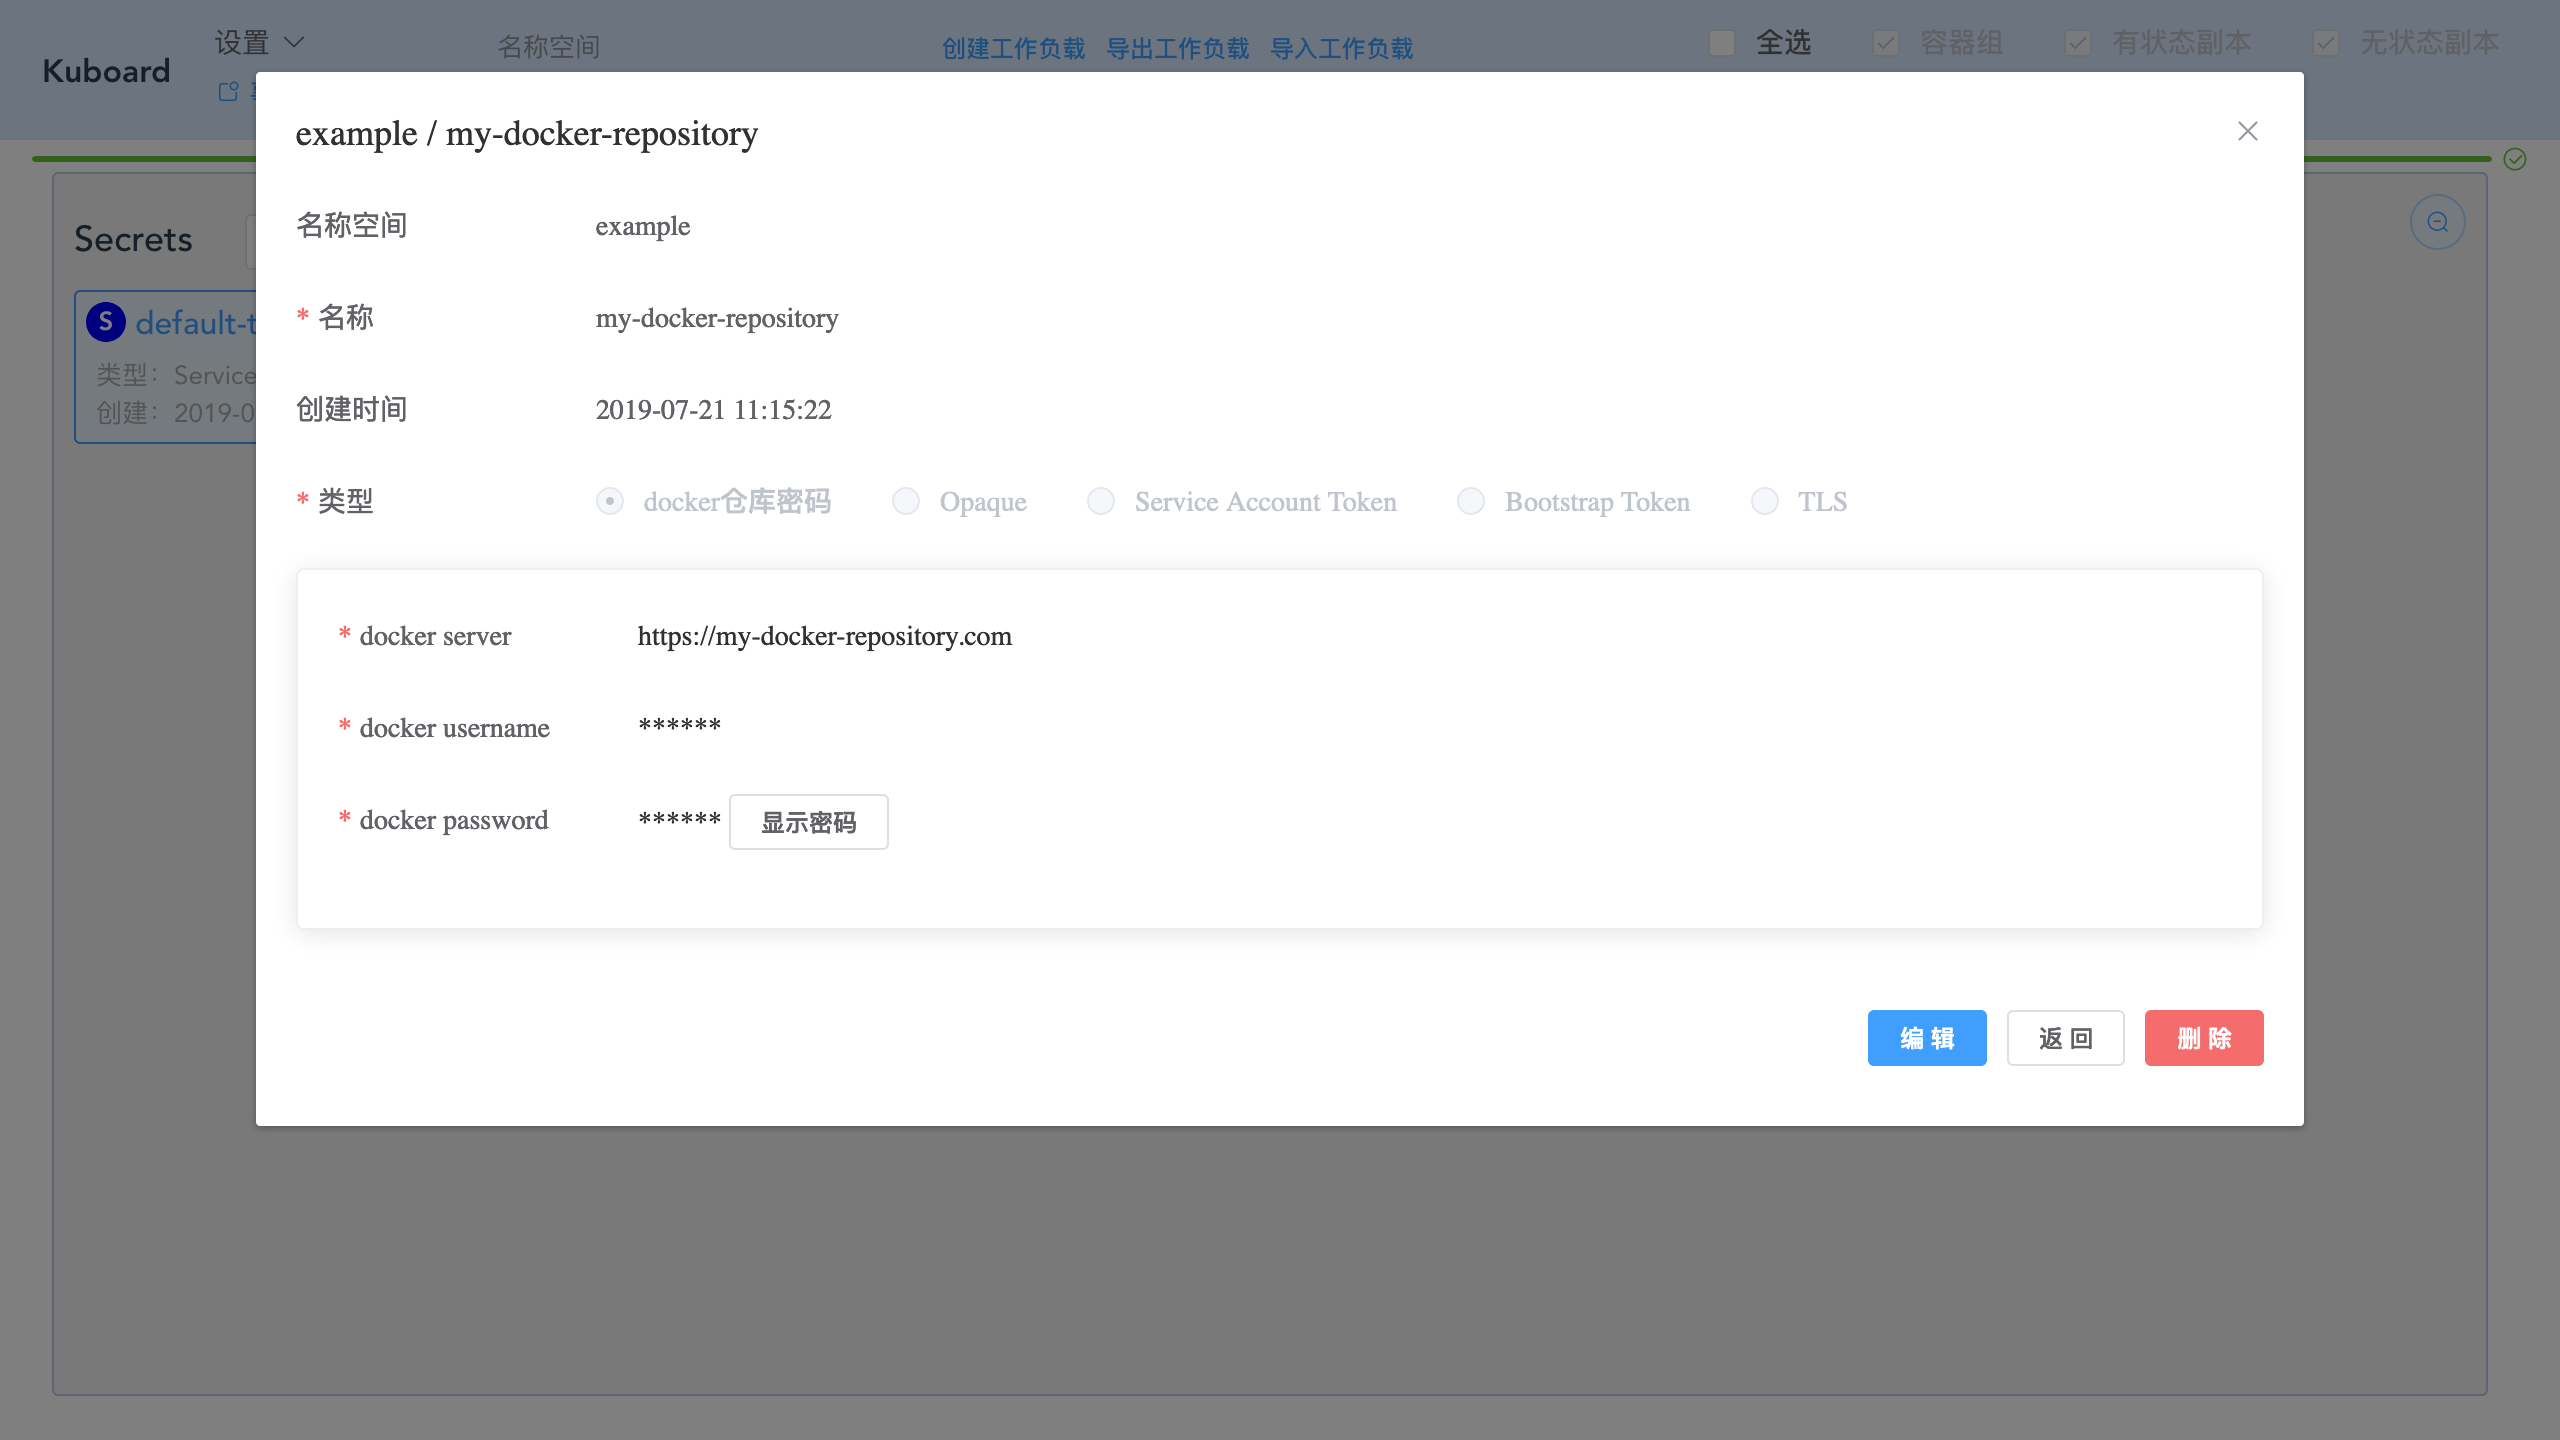 Kuboard
设置
名称空间
创建工作负载 导出工作负载 导入工作负载
全选 容器组 有状态副本 无状态副本
example / my-docker-repository
名称空间 example
* 名称 my-docker-repository
创建时间 2019-07-21 11:15:22
* 类型 docker仓库密码 Opaque Service Account Token Bootstrap Token TLS
* docker server https://my-docker-repository.com
* docker username ******
* docker password ****** 显示密码
编 辑 返 回 删 除
Secrets
S default-t
类型： Service
创建： 2019-0